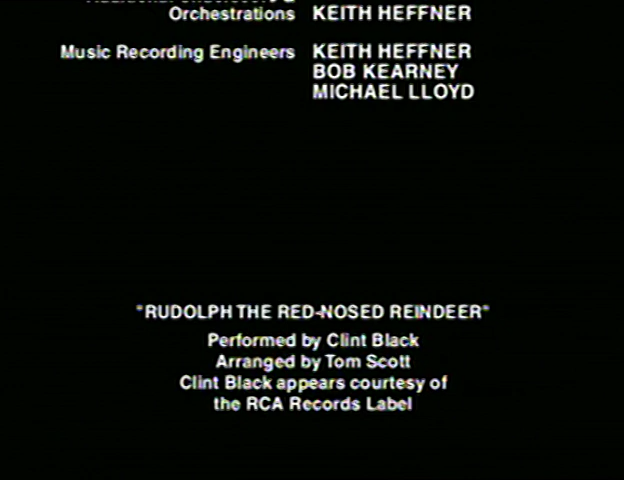 Orchestrations KEITH HEFFNER
Music Recording Engineers KEITH HEFFNER
BOB KEARNEY
MICHAEL LLOYD
"RUDOLPH THE RED-NOSED REINDEER"
Performed by Clint Black
Arranged by Tom Scott
Clint Black appears courtesy of
the RCA Records Label